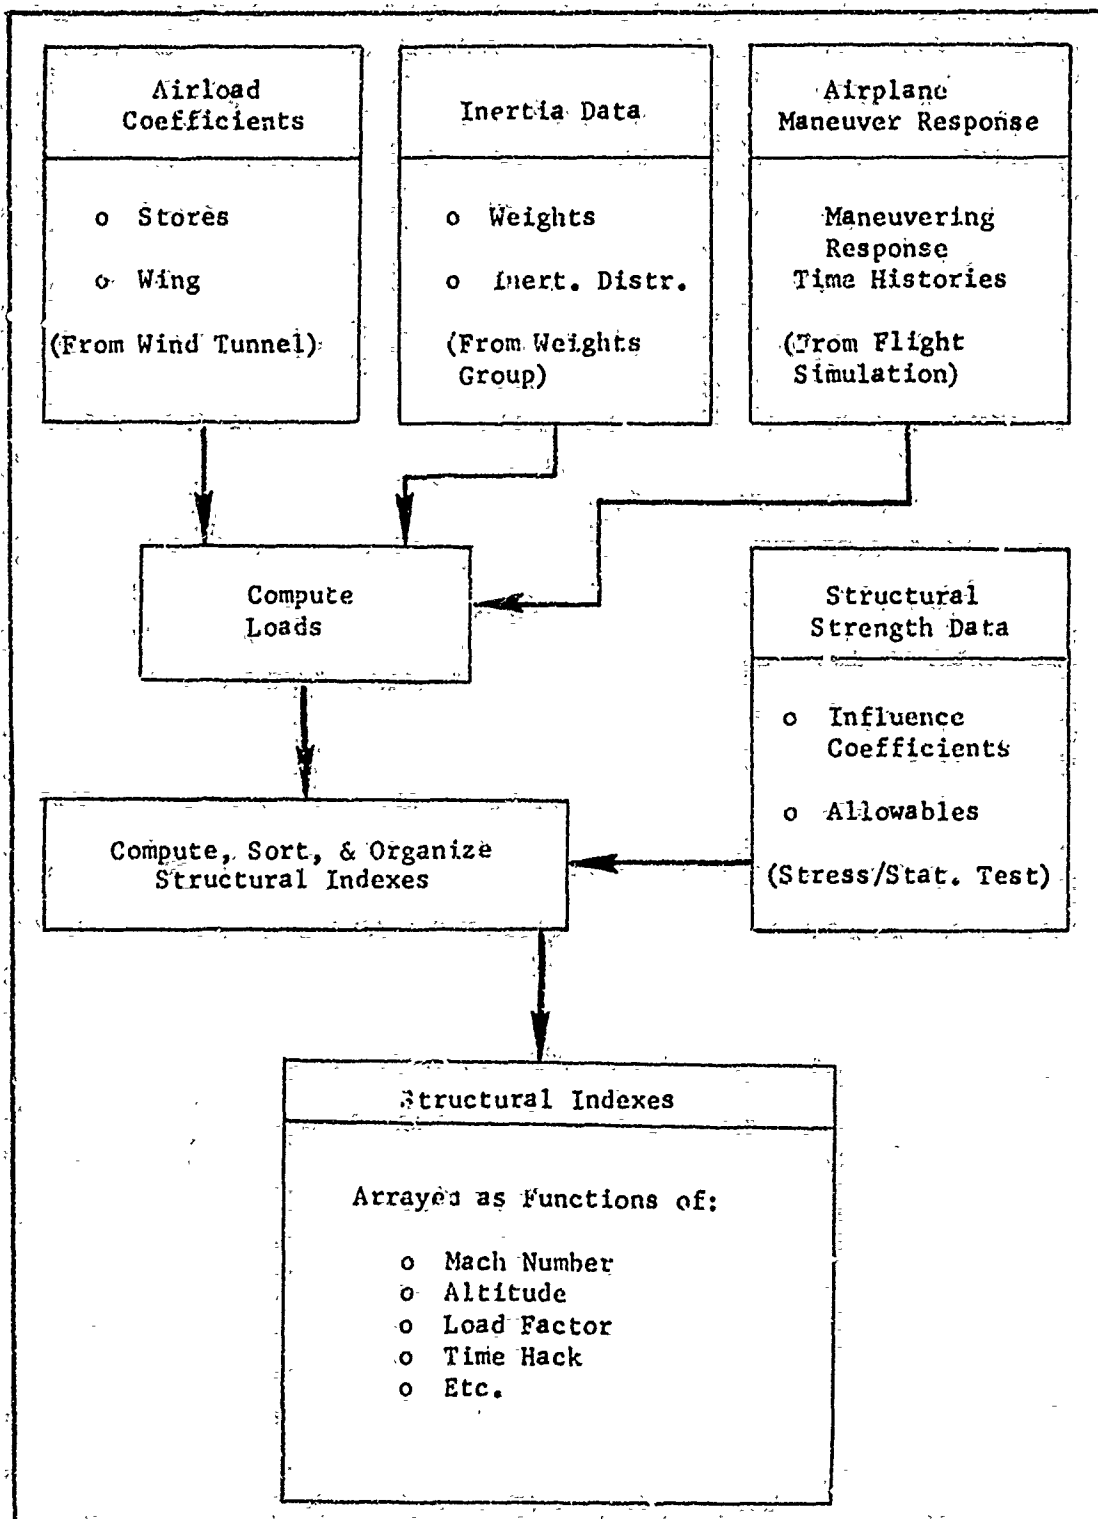 Airload
Coefficients
o Stores
o Wing
(From Wind Tunnel)
Inertia Data
o Weights
o Inert. Distr.
(From Weights
Group)
Airplane
Maneuver Response
Maneuvering
Response
Time Histories
(From Flight
Simulation)
Compute
Loads
Structural
Strength Data
o Influence
Coefficients
o Allowables
(Stress/Stat. Test)
Compute, Sort, & Organize
Structural Indexes
Structural Indexes
Arrayed as Functions of:
o Mach Number
o Altitude
o Load Factor
o Time Hack
o Etc.